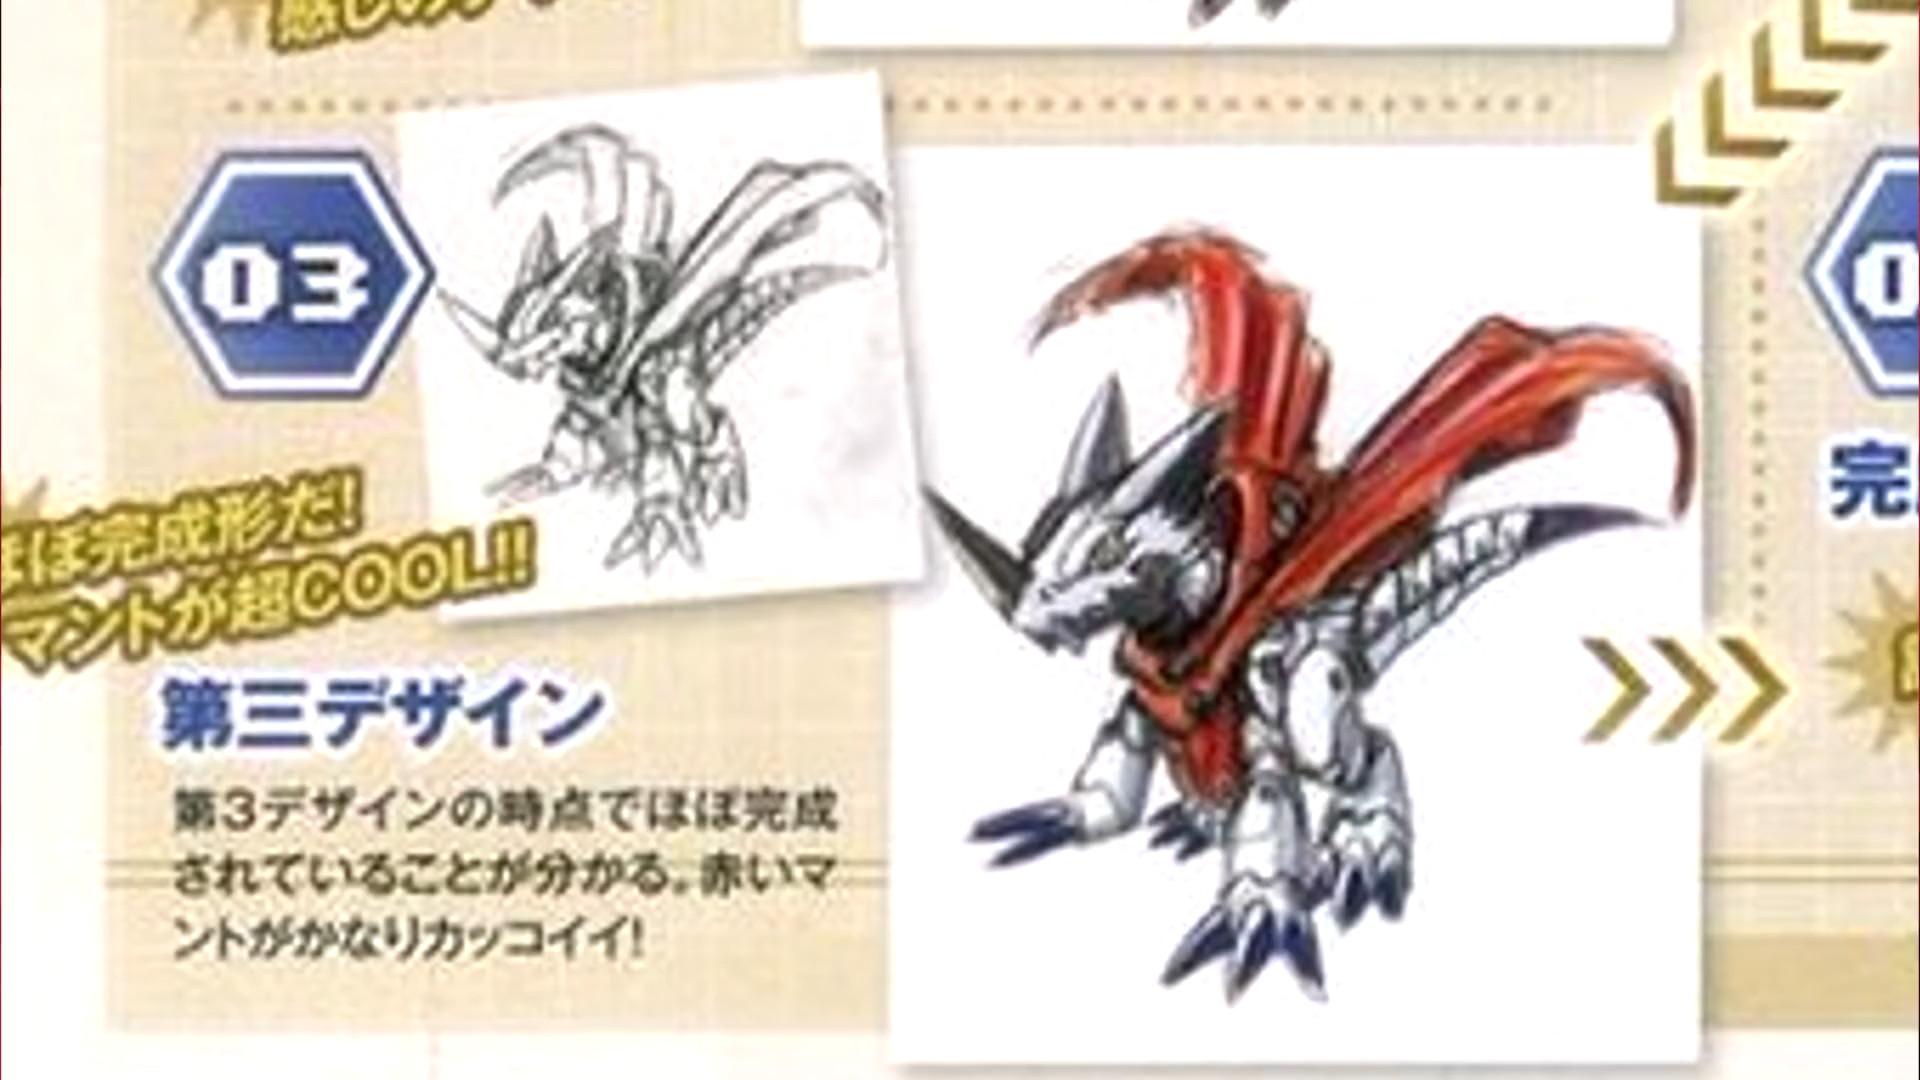 03
ほぼ完成形だ!
マントが超COOL!!
第三デザイン
第3デザインの時点でほぼ完成
されていることが分かる。赤いマ
ントがかなりカッコイイ!
完